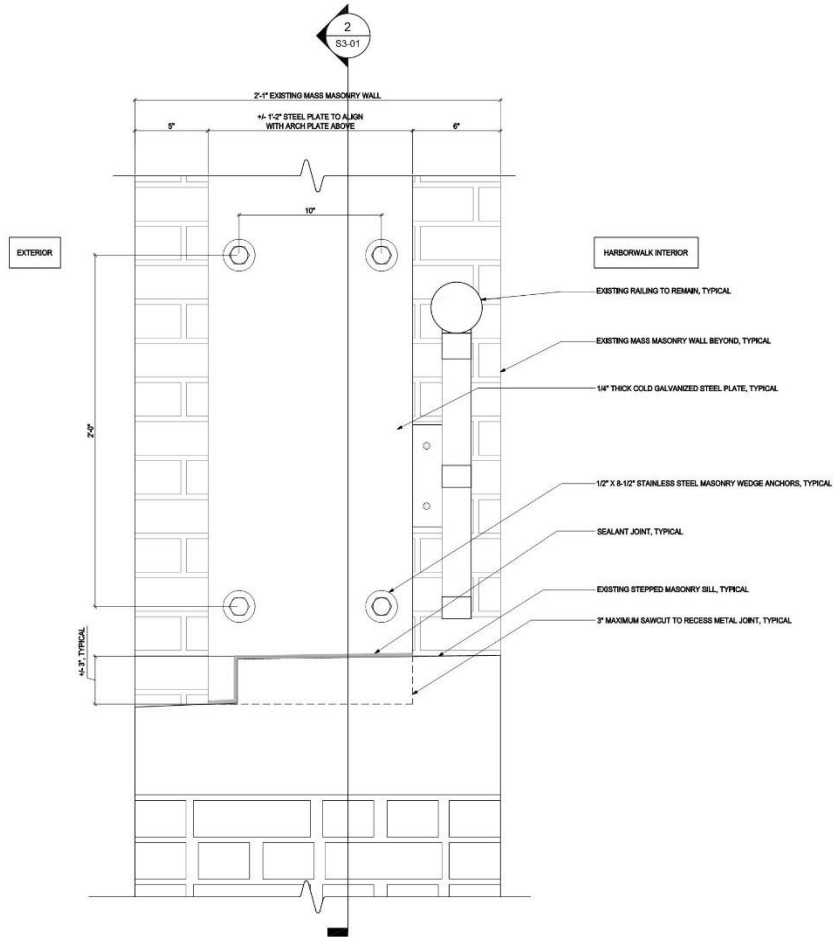 2
S3-01
2'-1" EXISTING MASS MASONRY WALL
5"
+/- 1'-2" STEEL PLATE TO ALIGN
WITH ARCH PLATE ABOVE
6"
10"
EXTERIOR
HARBORWALK INTERIOR
EXISTING RAILING TO REMAIN, TYPICAL
EXISTING MASS MASONRY WALL BEYOND, TYPICAL
1/4" THICK COLD GALVANIZED STEEL PLATE, TYPICAL
2'-0"
1/2" X 8-1/2" STAINLESS STEEL MASONRY WEDGE ANCHORS, TYPICAL
SEALANT JOINT, TYPICAL
EXISTING STEPPED MASONRY SILL, TYPICAL
3" MAXIMUM SAWCUT TO RECESS METAL JOINT, TYPICAL
+/- 3", TYPICAL